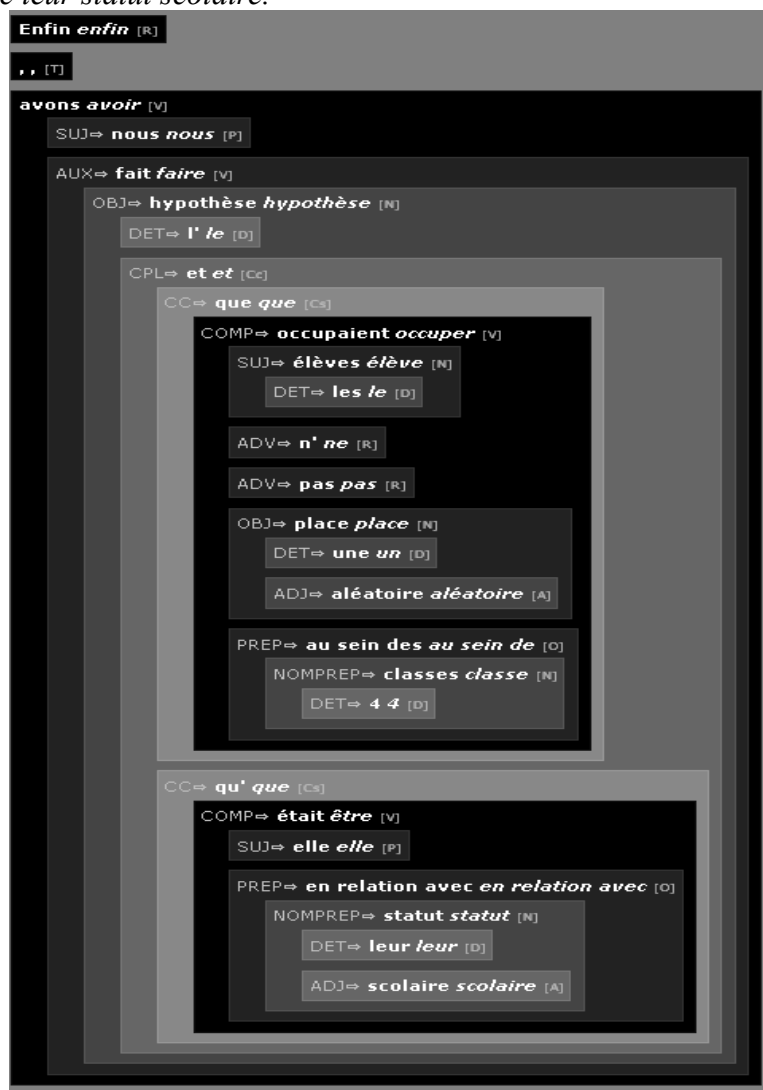 e leur statut scolaire.
Enfin enfin [R]
, , [T]
avons avoir [V]
SUJ⇨ nous nous [P]
AUX⇨ fait faire [V]
OBJ⇨ hypothèse hypothèse [N]
DET⇨ l' le [D]
CPL⇨ et et [Cc]
CC⇨ que que [Cs]
COMP⇨ occupaient occuper [V]
SUJ⇨ élèves élève [N]
DET⇨ les le [D]
ADV⇨ n' ne [R]
ADV⇨ pas pas [R]
OBJ⇨ place place [N]
DET⇨ une un [D]
ADJ⇨ aléatoire aléatoire [A]
PREP⇨ au sein des au sein de [O]
NOMPREP⇨ classes classe [N]
DET⇨ 4 4 [D]
CC⇨ qu' que [Cs]
COMP⇨ était être [V]
SUJ⇨ elle elle [P]
PREP⇨ en relation avec en relation avec [O]
NOMPREP⇨ statut statut [N]
DET⇨ leur leur [D]
ADJ⇨ scolaire scolaire [A]